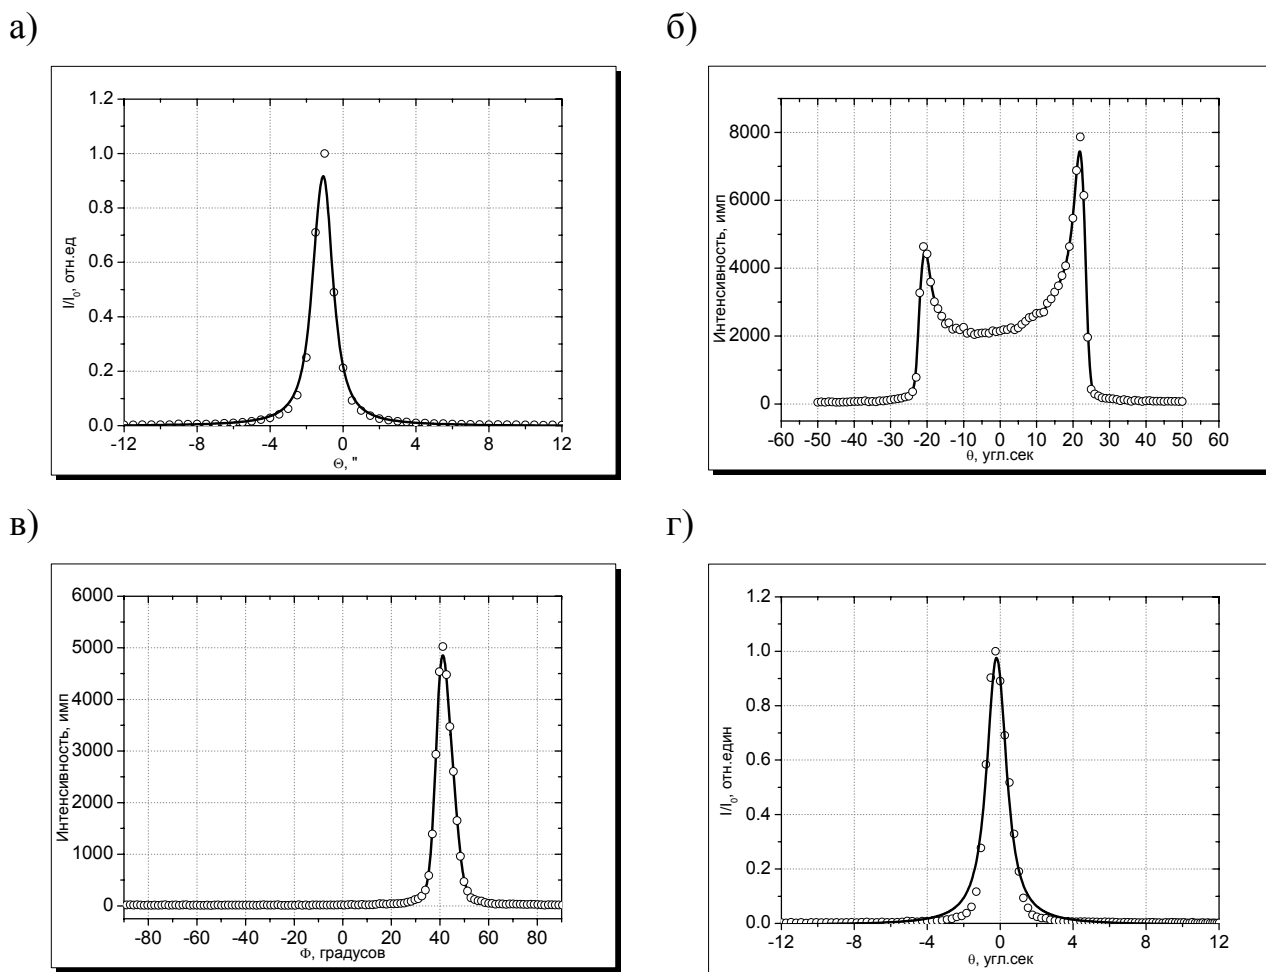 а)
б)
1.2
1.0
0.8
0.6
0.4
0.2
0.0
I/I₀, отн.ед
-12 -8 -4 0 4 8 12
Θ, "
8000
6000
4000
2000
0
Интенсивность, имп
-60 -50 -40 -30 -20 -10 0 10 20 30 40 50 60
θ, угл.сек
в)
г)
6000
5000
4000
3000
2000
1000
0
Интенсивность, имп
-80 -60 -40 -20 0 20 40 60 80
Φ, градусов
1.2
1.0
0.8
0.6
0.4
0.2
0.0
I/I₀, отн.един
-12 -8 -4 0 4 8 12
θ, угл.сек